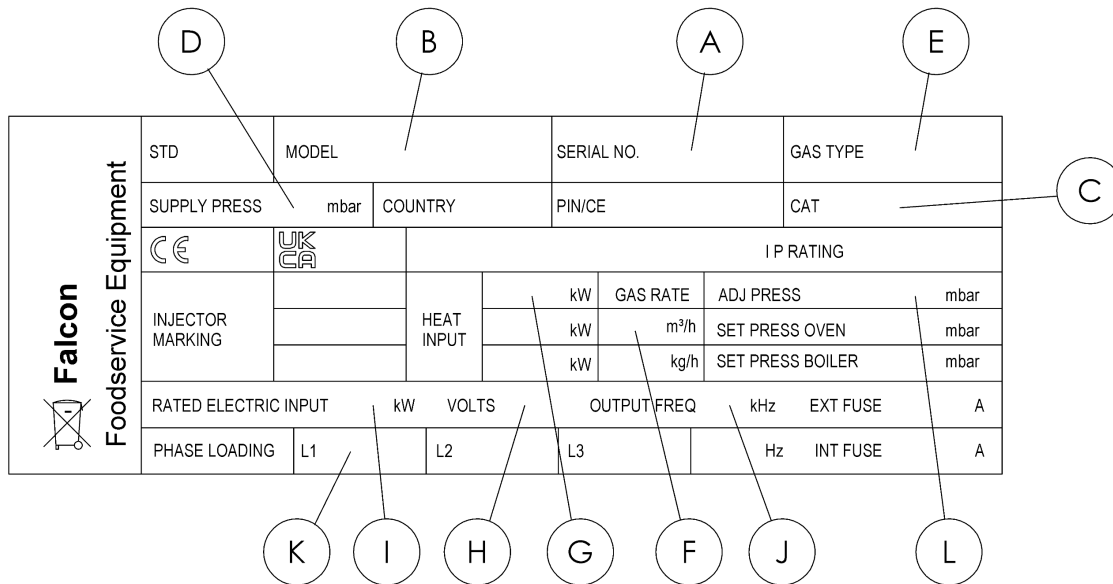 D B A E
Falcon
Foodservice Equipment
STD MODEL SERIAL NO. GAS TYPE
C
SUPPLY PRESS mbar COUNTRY PIN/CE CAT
CE UKCA I P RATING
INJECTOR MARKING
HEAT INPUT
kW GAS RATE ADJ PRESS mbar
kW m³/h SET PRESS OVEN mbar
kW kg/h SET PRESS BOILER mbar
RATED ELECTRIC INPUT kW VOLTS OUTPUT FREQ kHz EXT FUSE A
PHASE LOADING L1 L2 L3 Hz INT FUSE A
K I H G F J L